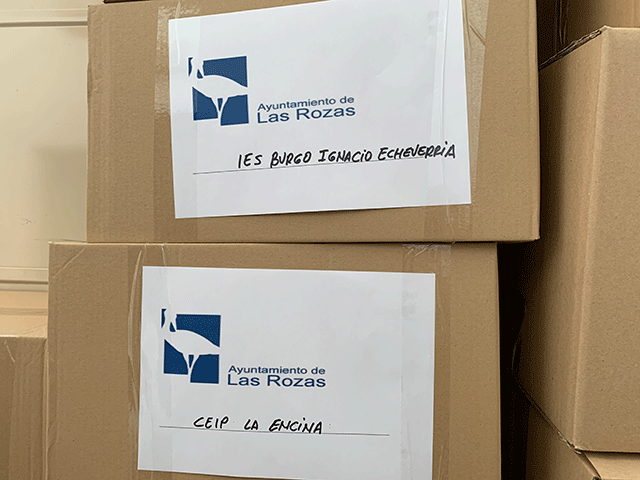 Ayuntamiento de
LAS ROZAS
IES BURGO IGNACIO ECHEVERRIA
Ayuntamiento de
LAS ROZAS
CEIP LA ENCINA